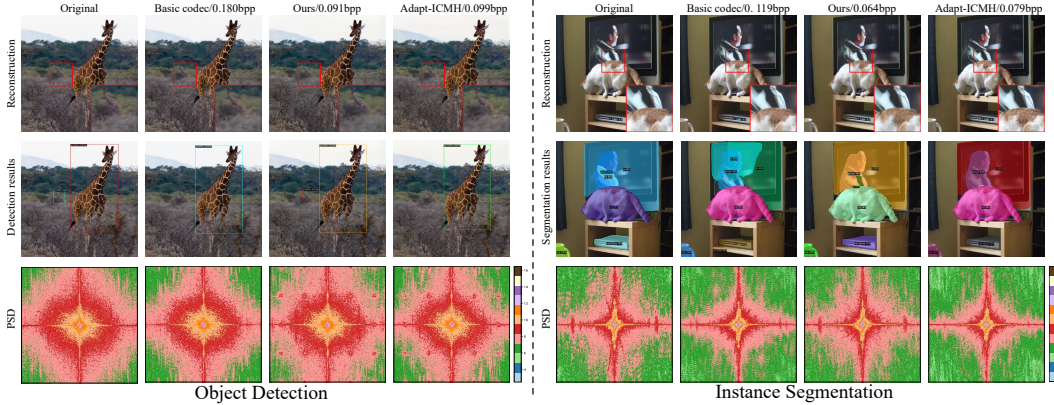 Original Basic codec/0.180bpp Ours/0.091bpp Adapt-ICMH/0.099bpp
Original Basic codec/0. 119bpp Ours/0.064bpp Adapt-ICMH/0.079bpp
Reconstruction
Reconstruction
Detection results
Segmentation results
PSD
PSD
Object Detection
Instance Segmentation